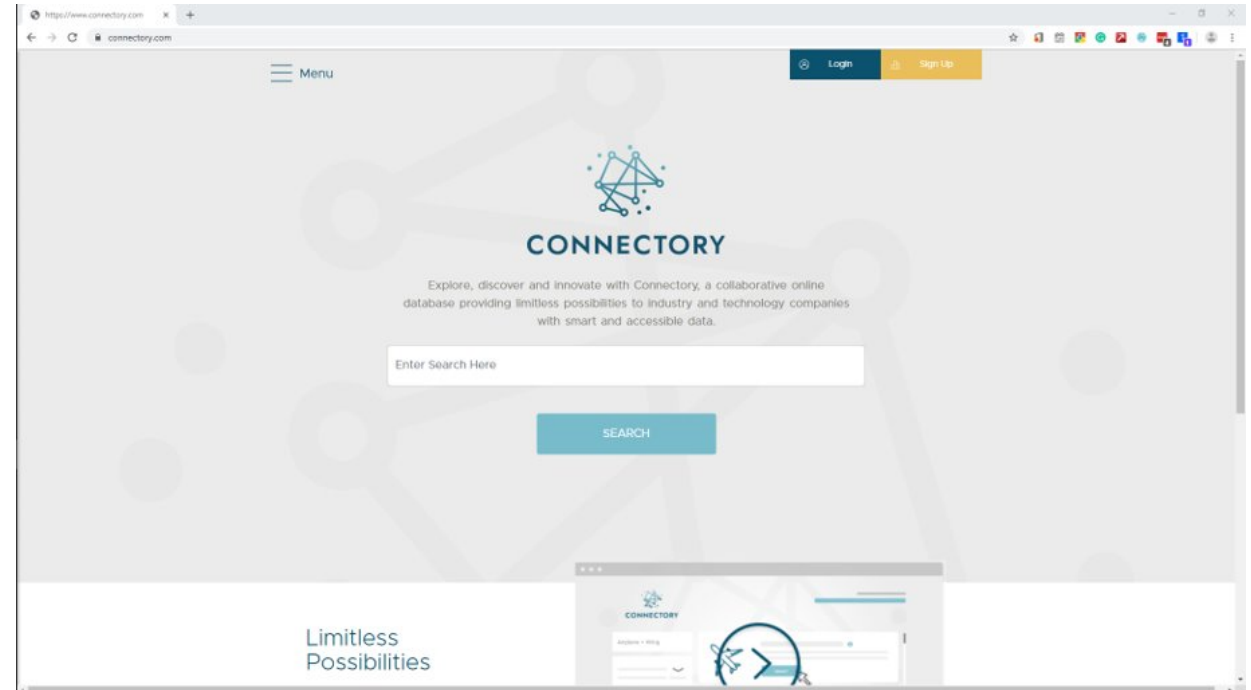 https://www.connectory.com
connectory.com
Menu
Login
Sign Up
CONNECTORY
Explore, discover and innovate with Connectory, a collaborative online
database providing limitless possibilities to industry and technology companies
with smart and accessible data.
Enter Search Here
SEARCH
CONNECTORY
Limitless
Possibilities